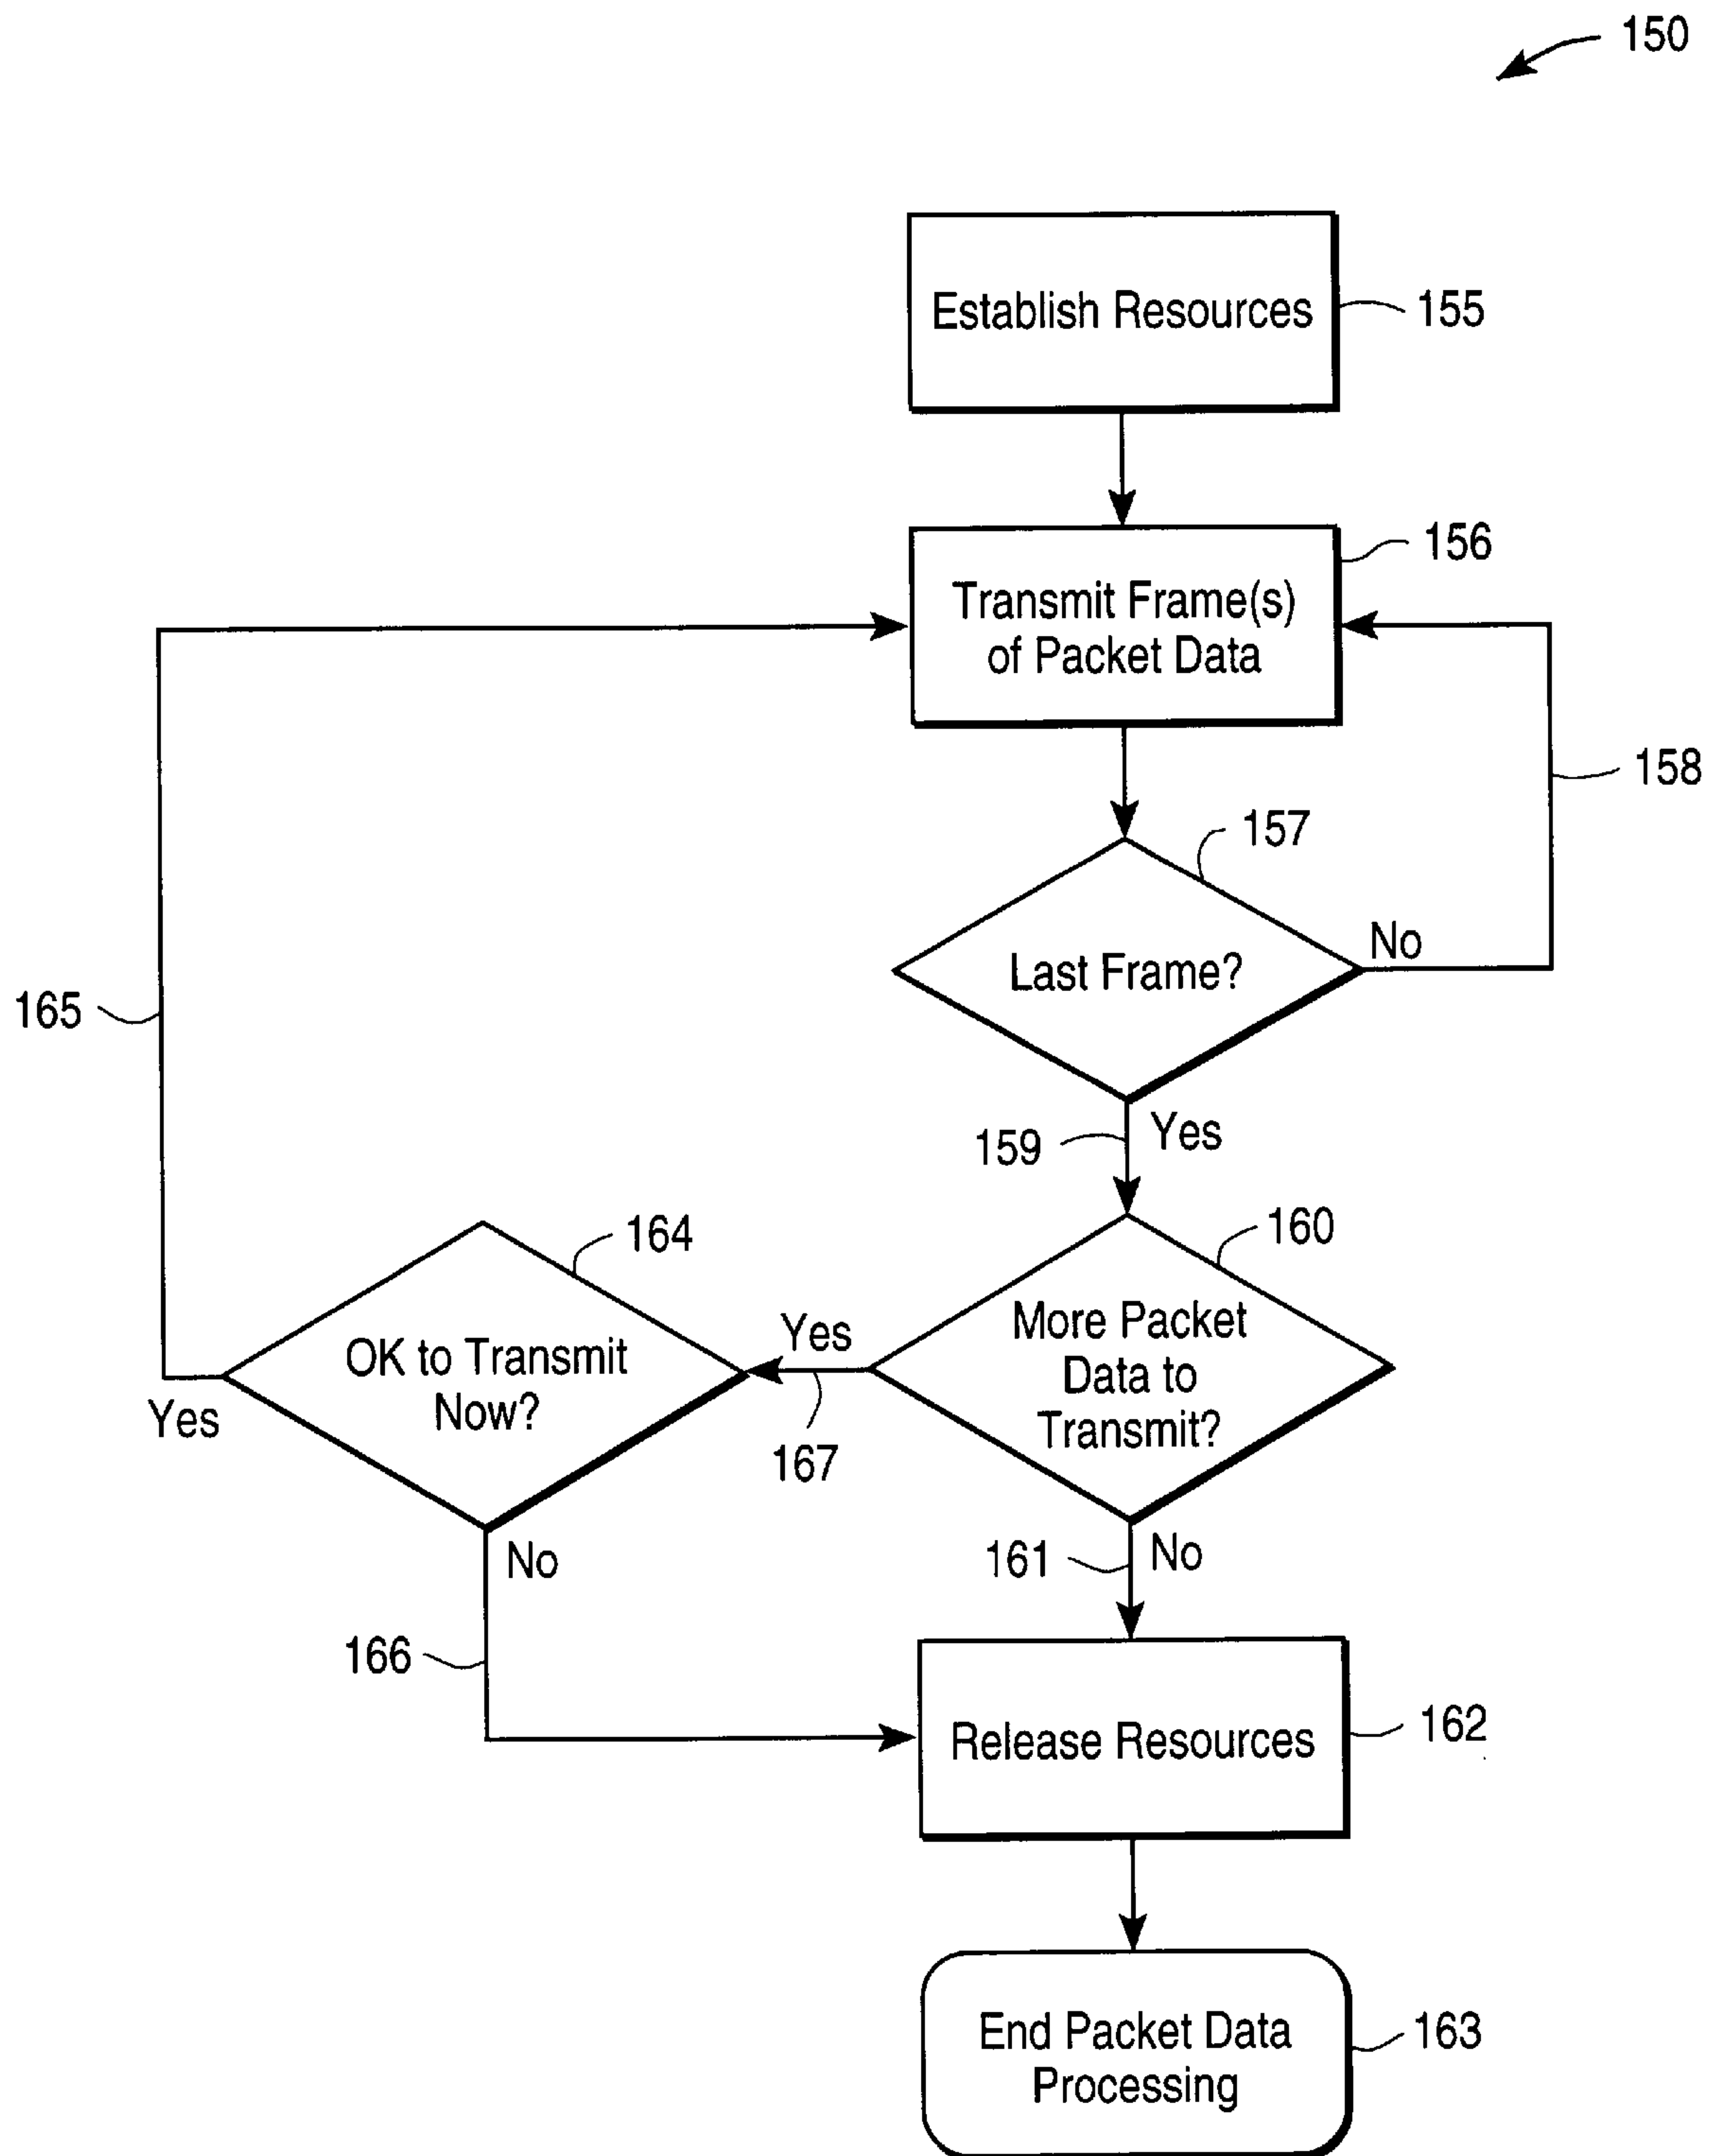 150
Establish Resources
155
156
Transmit Frame(s)
of Packet Data
158
157
No
Last Frame?
165
159
Yes
164
160
Yes
More Packet
Data to
Transmit?
OK to Transmit
Now?
Yes
167
No
161
No
166
Release Resources
162
End Packet Data
Processing
163